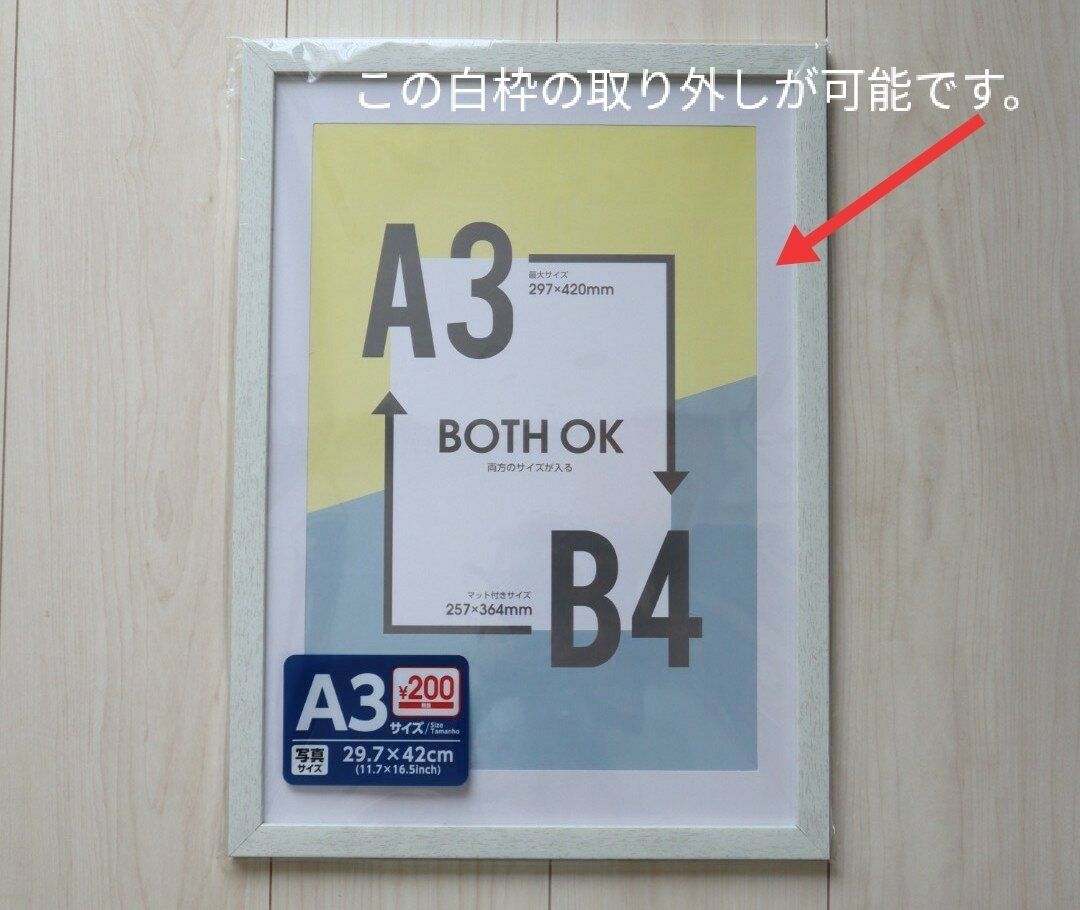 この白枠の取り外しが可能です。
A3
最大サイズ
297×420mm
BOTH OK
両方のサイズが入る
マット付きサイズ
257×364mm
B4
A3
¥200
サイズ/Size Tamanho
写真サイズ
29.7×42cm
(11.7×16.5inch)